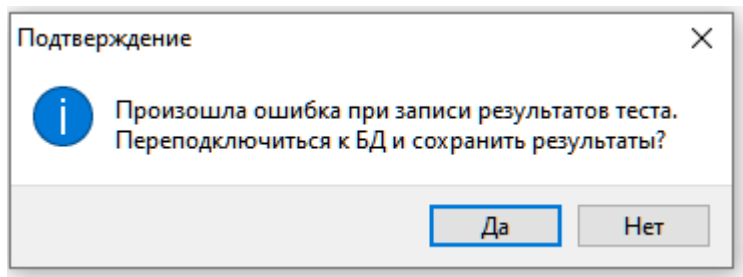 Подтверждение
Произошла ошибка при записи результатов теста.
Переподключиться к БД и сохранить результаты?
Да
Нет